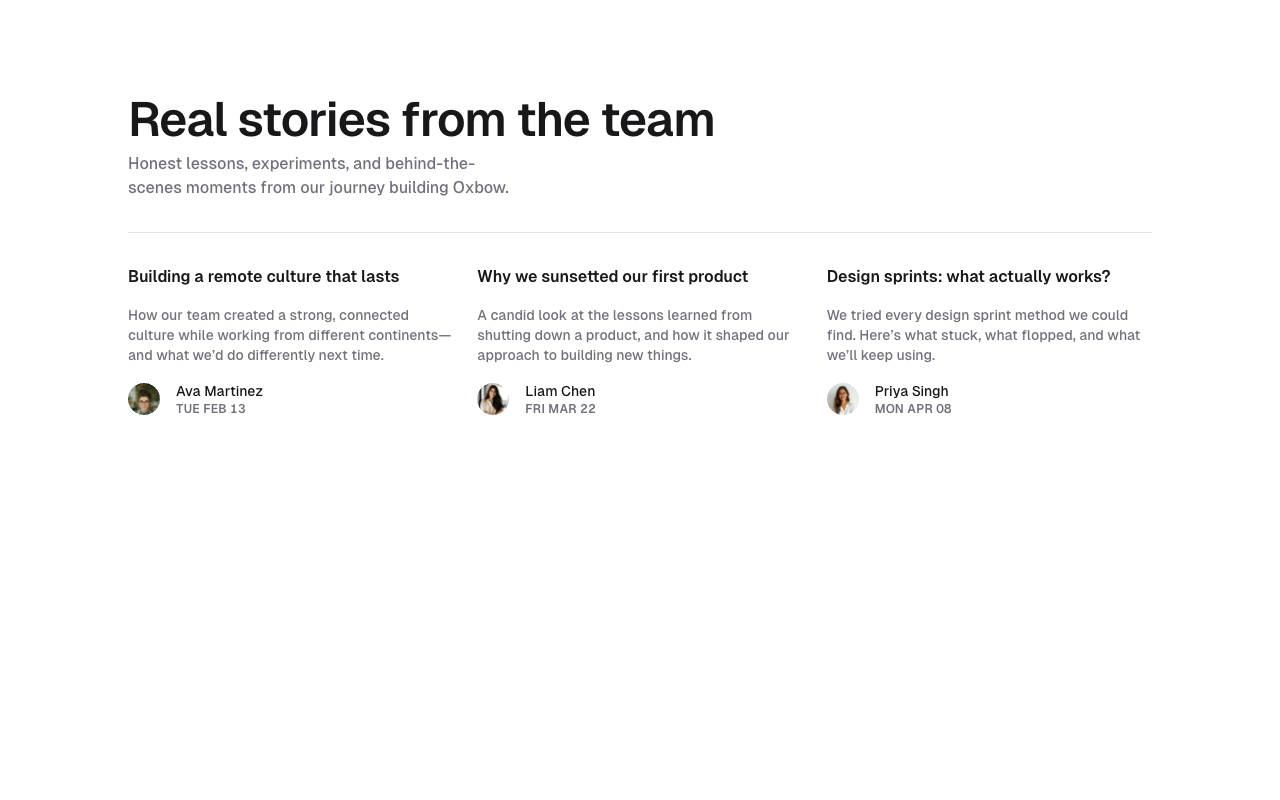 Real stories from the team
Honest lessons, experiments, and behind-the-
scenes moments from our journey building Oxbow.
Building a remote culture that lasts
How our team created a strong, connected
culture while working from different continents—
and what we’d do differently next time.
Ava Martinez
TUE FEB 13
Why we sunsetted our first product
A candid look at the lessons learned from
shutting down a product, and how it shaped our
approach to building new things.
Liam Chen
FRI MAR 22
Design sprints: what actually works?
We tried every design sprint method we could
find. Here’s what stuck, what flopped, and what
we’ll keep using.
Priya Singh
MON APR 08